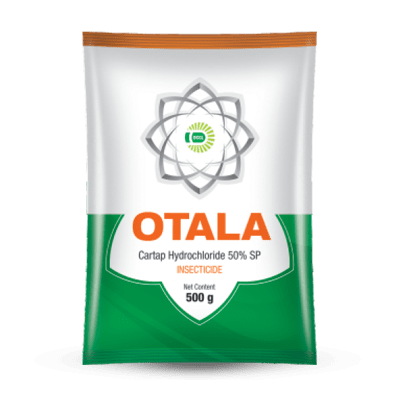 OTALA
Cartap Hydrochloride 50% SP
INSECTICIDE
Net Content
500 g